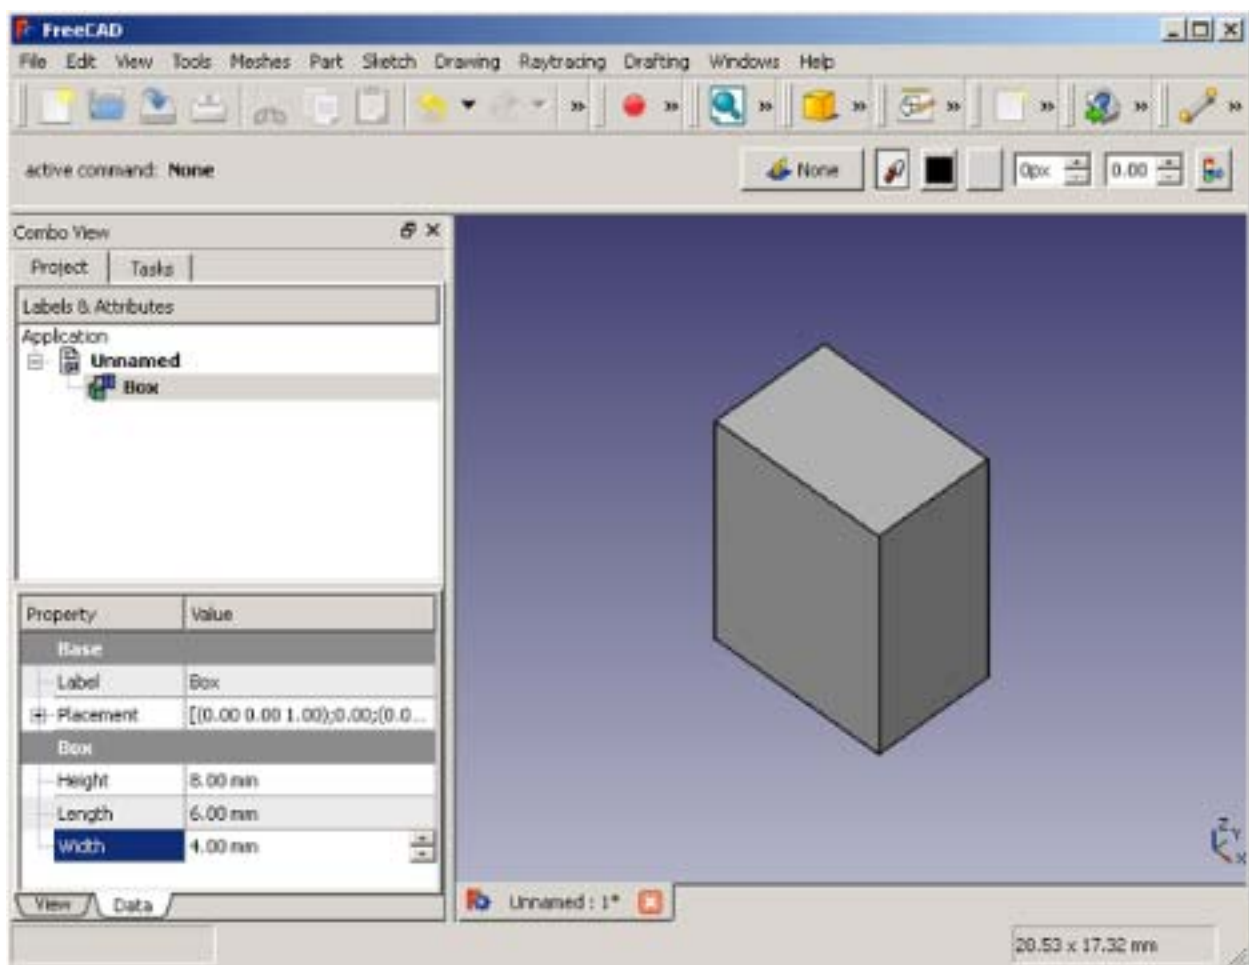 FreeCAD
File Edit View Tools Meshes Part Sketch Drawing Raytracing Drafting Windows Help
active command: None
None
0px
0.00
Combo View
Project Tasks
Labels & Attributes
Application
Unnamed
Box
Property Value
Base
Label Box
Placement [(0.00 0.00 1.00);0.00;(0.0...
Box
Height 8.00 mm
Length 6.00 mm
Width 4.00 mm
View Data
Z Y
X
Unnamed : 1*
20.53 x 17.32 mm